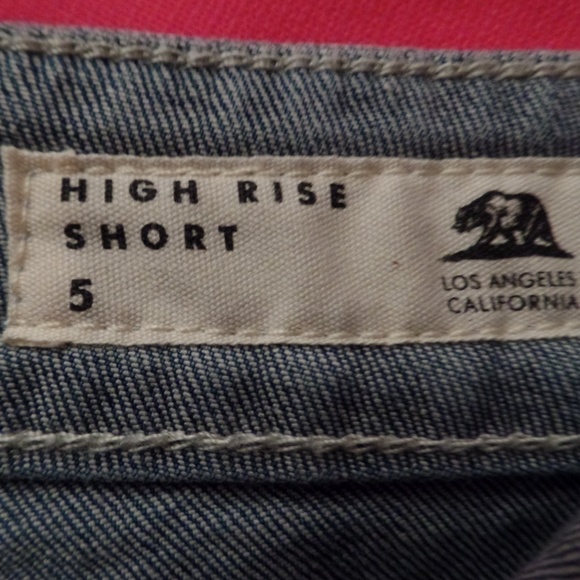 HIGH RISE
SHORT
5
LOS ANGELES
CALIFORNIA